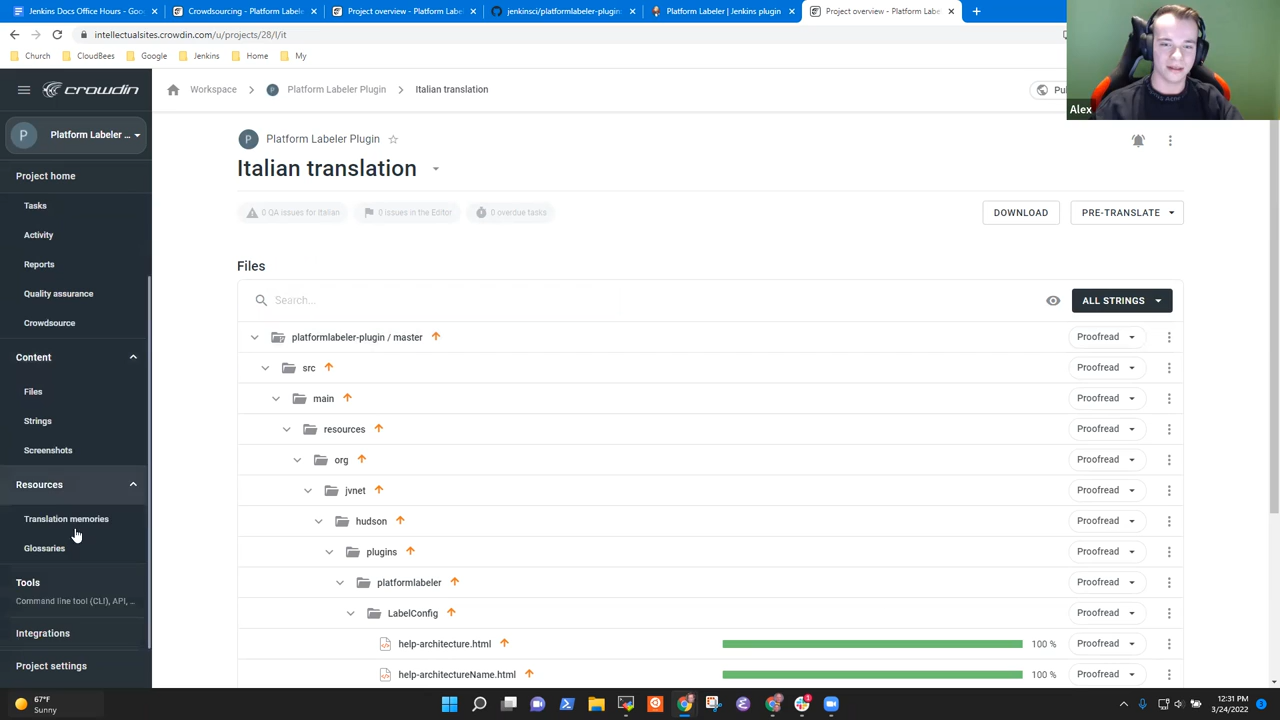 Jenkins Docs Office Hours - Goo
Crowdsourcing - Platform Labele
Project overview - Platform Labe
jenkinsci/platformlabeler-plugin
Platform Labeler | Jenkins plugin
Project overview - Platform Labe
intellectualsites.crowdin.com/u/projects/28/l/it
Church
CloudBees
Google
Jenkins
Home
My
Alex
crowdin
Workspace
Platform Labeler Plugin
Italian translation
Pu
P
Platform Labeler ...
Project home
Tasks
Activity
Reports
Quality assurance
Crowdsource
Content
Files
Strings
Screenshots
Resources
Translation memories
Glossaries
Tools
Command line tool (CLI), API, ...
Integrations
Project settings
P
Platform Labeler Plugin
Italian translation
0 QA issues for Italian
0 issues in the Editor
0 overdue tasks
DOWNLOAD
PRE-TRANSLATE
Files
Search...
ALL STRINGS
platformlabeler-plugin / master
Proofread
src
Proofread
main
Proofread
resources
Proofread
org
Proofread
jvnet
Proofread
hudson
Proofread
plugins
Proofread
platformlabeler
Proofread
LabelConfig
Proofread
help-architecture.html
100 %
Proofread
help-architectureName.html
100 %
Proofread
67°F
Sunny
12:31 PM
3/24/2022